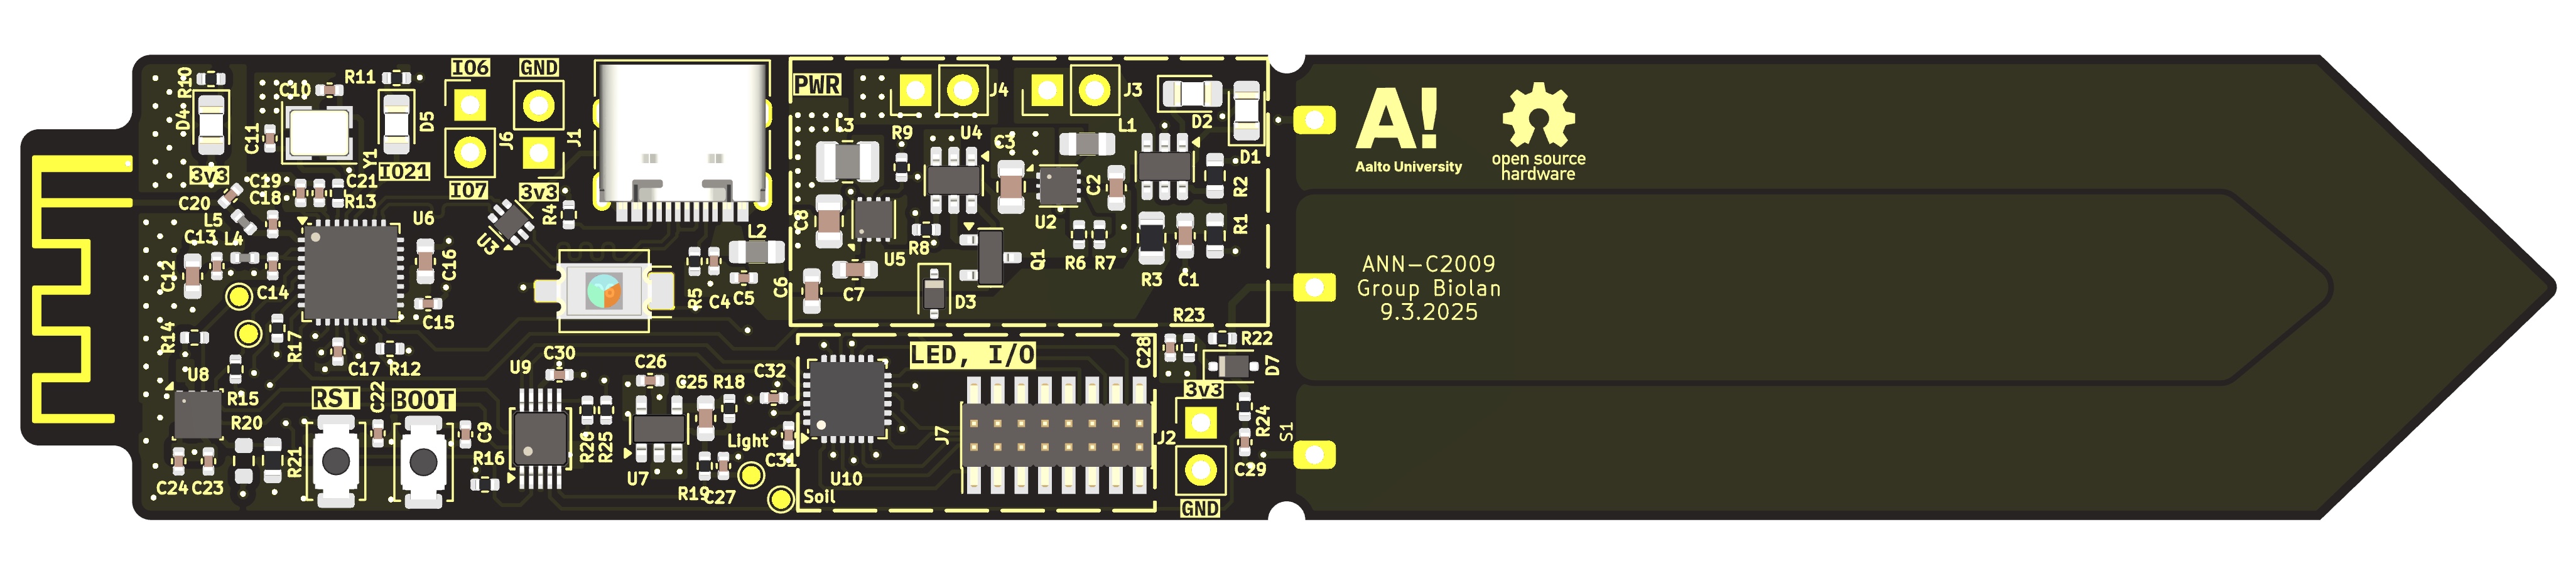 R10
D4
3v3
C10
C11
Y1
R11
D5
IO21
IO6
J6
IO7
GND
J1
3v3
PWR
J4
J3
L3
R9
U4
C3
L1
D2
D1
C8
U5
R8
Q1
U2
C2
R6
R7
R3
C1
R2
R1
C6
C7
D3
C19
C18
C21
R13
C20
L5
L4
C13
C12
C14
U6
C16
C15
U3
R4
L2
R5
C4
C5
R14
R17
C17
R12
U8
R15
R20
R21
C24
C23
RST
C22
BOOT
C9
R16
U9
C30
R26
R25
C26
U7
C25
R18
R19
C27
Light
Soil
C32
C31
U10
LED, I/O
J7
J2
C28
R23
R22
D7
3v3
R24
C29
GND
S1
A!
Aalto University
open source
hardware
ANN-C2009
Group Biolan
9.3.2025